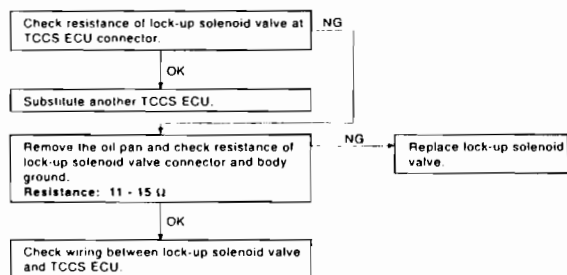 Check resistance of lock-up solenoid valve at
TCCS ECU connector.
NG
OK
Substitute another TCCS ECU.
Remove the oil pan and check resistance of
lock-up solenoid valve connector and body
ground.
Resistance: 11 - 15 Ω
NG
Replace lock-up solenoid
valve.
OK
Check wiring between lock-up solenoid valve
and TCCS ECU.